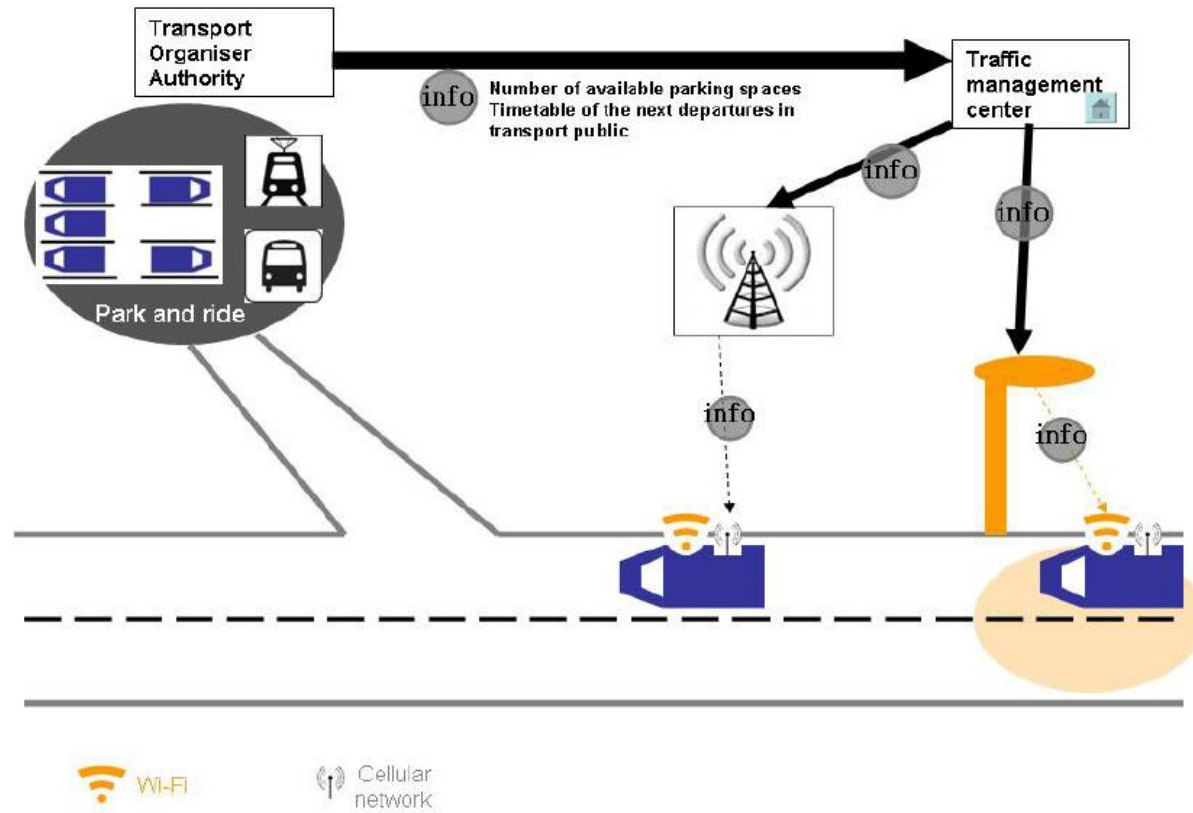 Transport
Organiser
Authority
info
Number of available parking spaces
Timetable of the next departures in
transport public
Traffic
management
center
info
info
Park and ride
info
info
Wi-Fi
Cellular
network